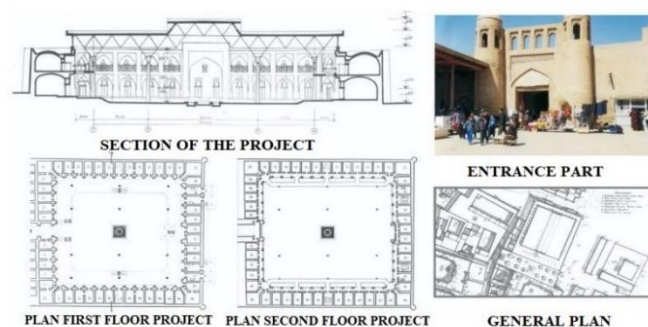 SECTION OF THE PROJECT
ENTRANCE PART
PLAN FIRST FLOOR PROJECT
PLAN SECOND FLOOR PROJECT
GENERAL PLAN